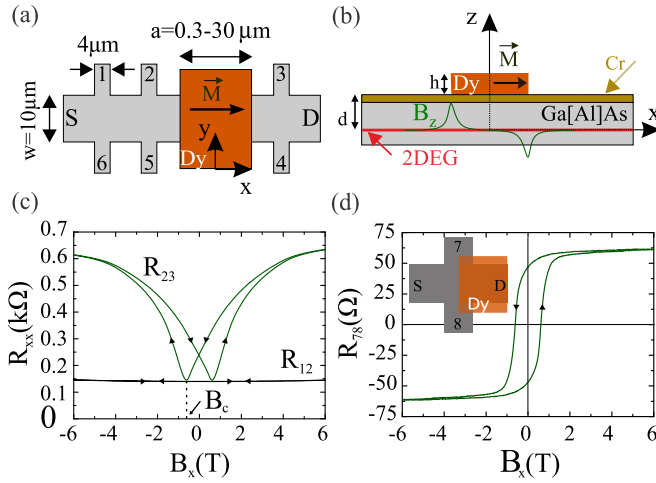 (a)
a=0.3-30 μm
4μm
1
2
3
w=10μm
S
M
D
y
Dy
x
6
5
4
(b)
z
M
h
Dy
Cr
d
Bz
Ga[Al]As
x
2DEG
(c)
0.7
0.6
0.5
0.4
0.3
0.2
0.1
0
Rxx(kΩ)
R23
R12
Bc
-6 -4 -2 0 2 4 6
Bx(T)
(d)
75
50
25
0
-25
-50
-75
R78(Ω)
7
S
D
Dy
8
-6 -4 -2 0 2 4 6
Bx(T)